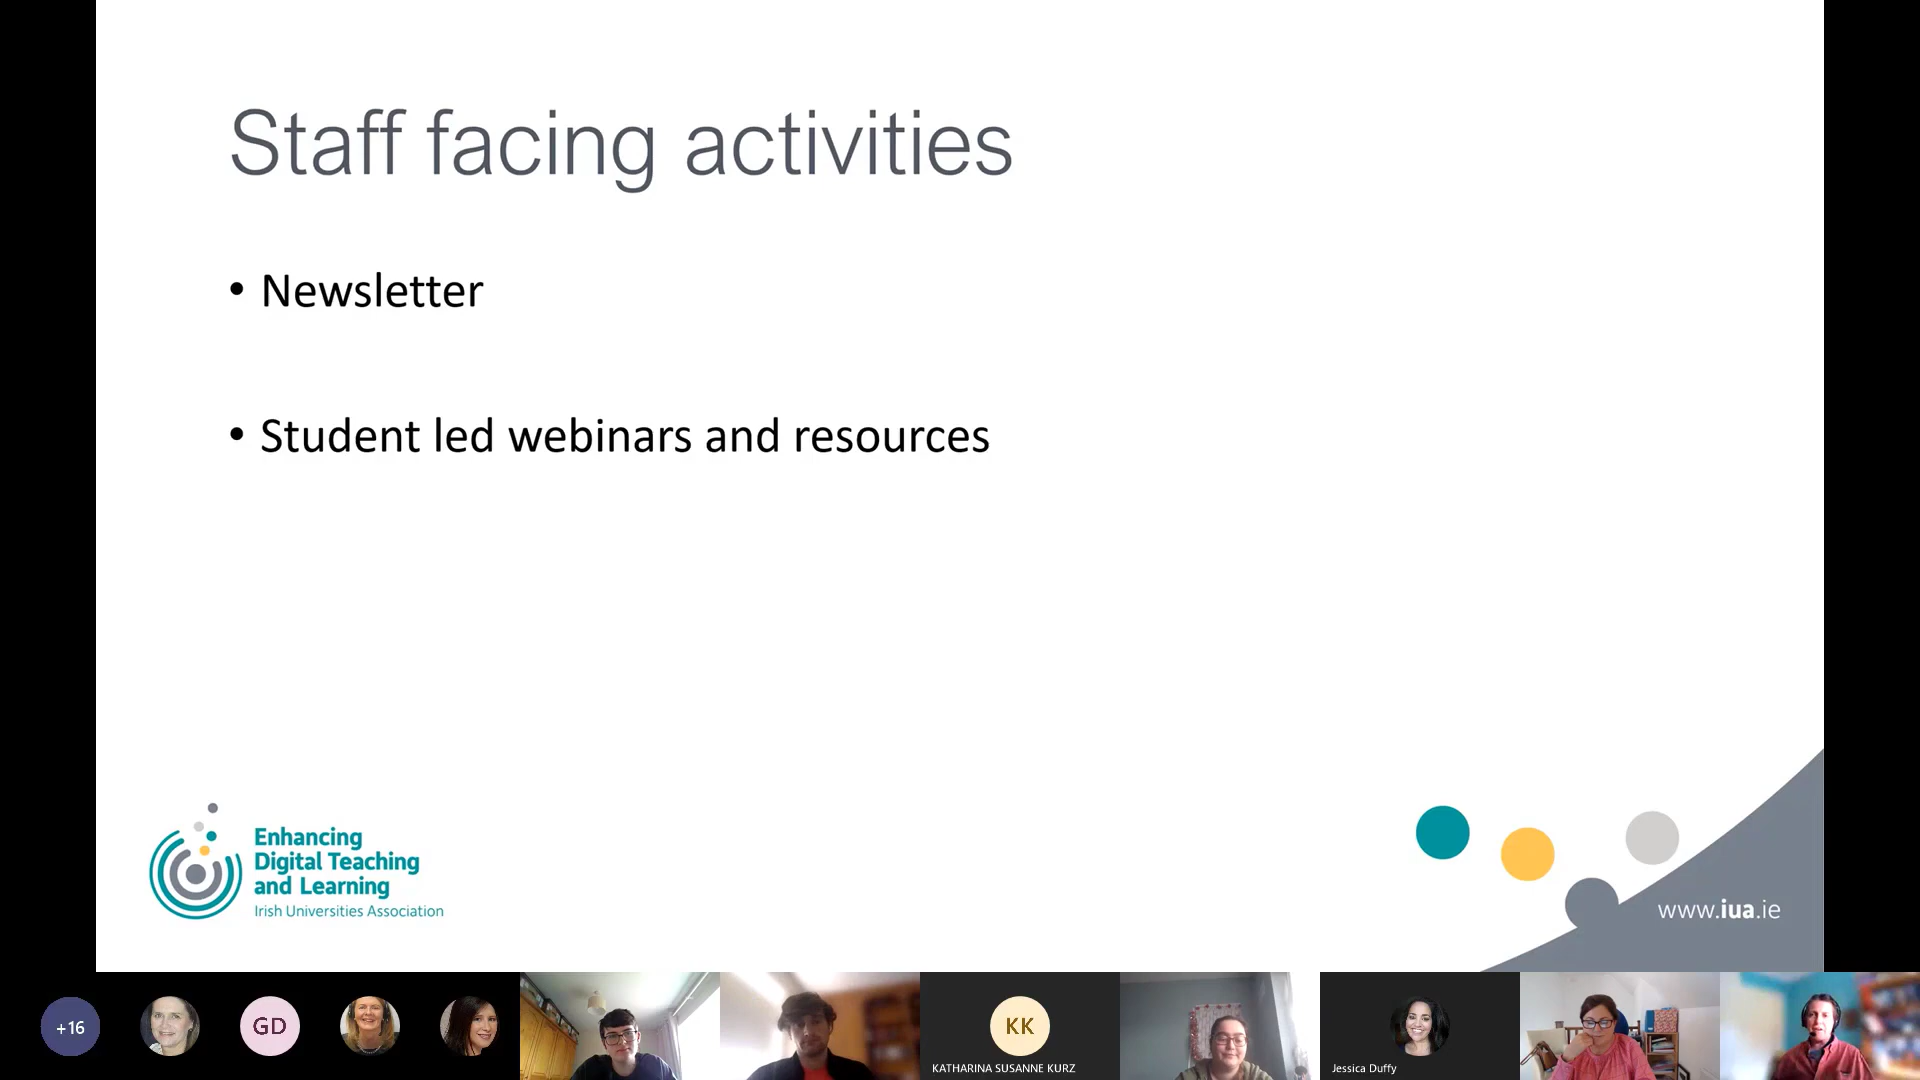 Staff facing activities
• Newsletter
• Student led webinars and resources
Enhancing
Digital Teaching
and Learning
Irish Universities Association
www.iua.ie
+16
GD
KK
KATHARINA SUSANNE KURZ
Jessica Duffy